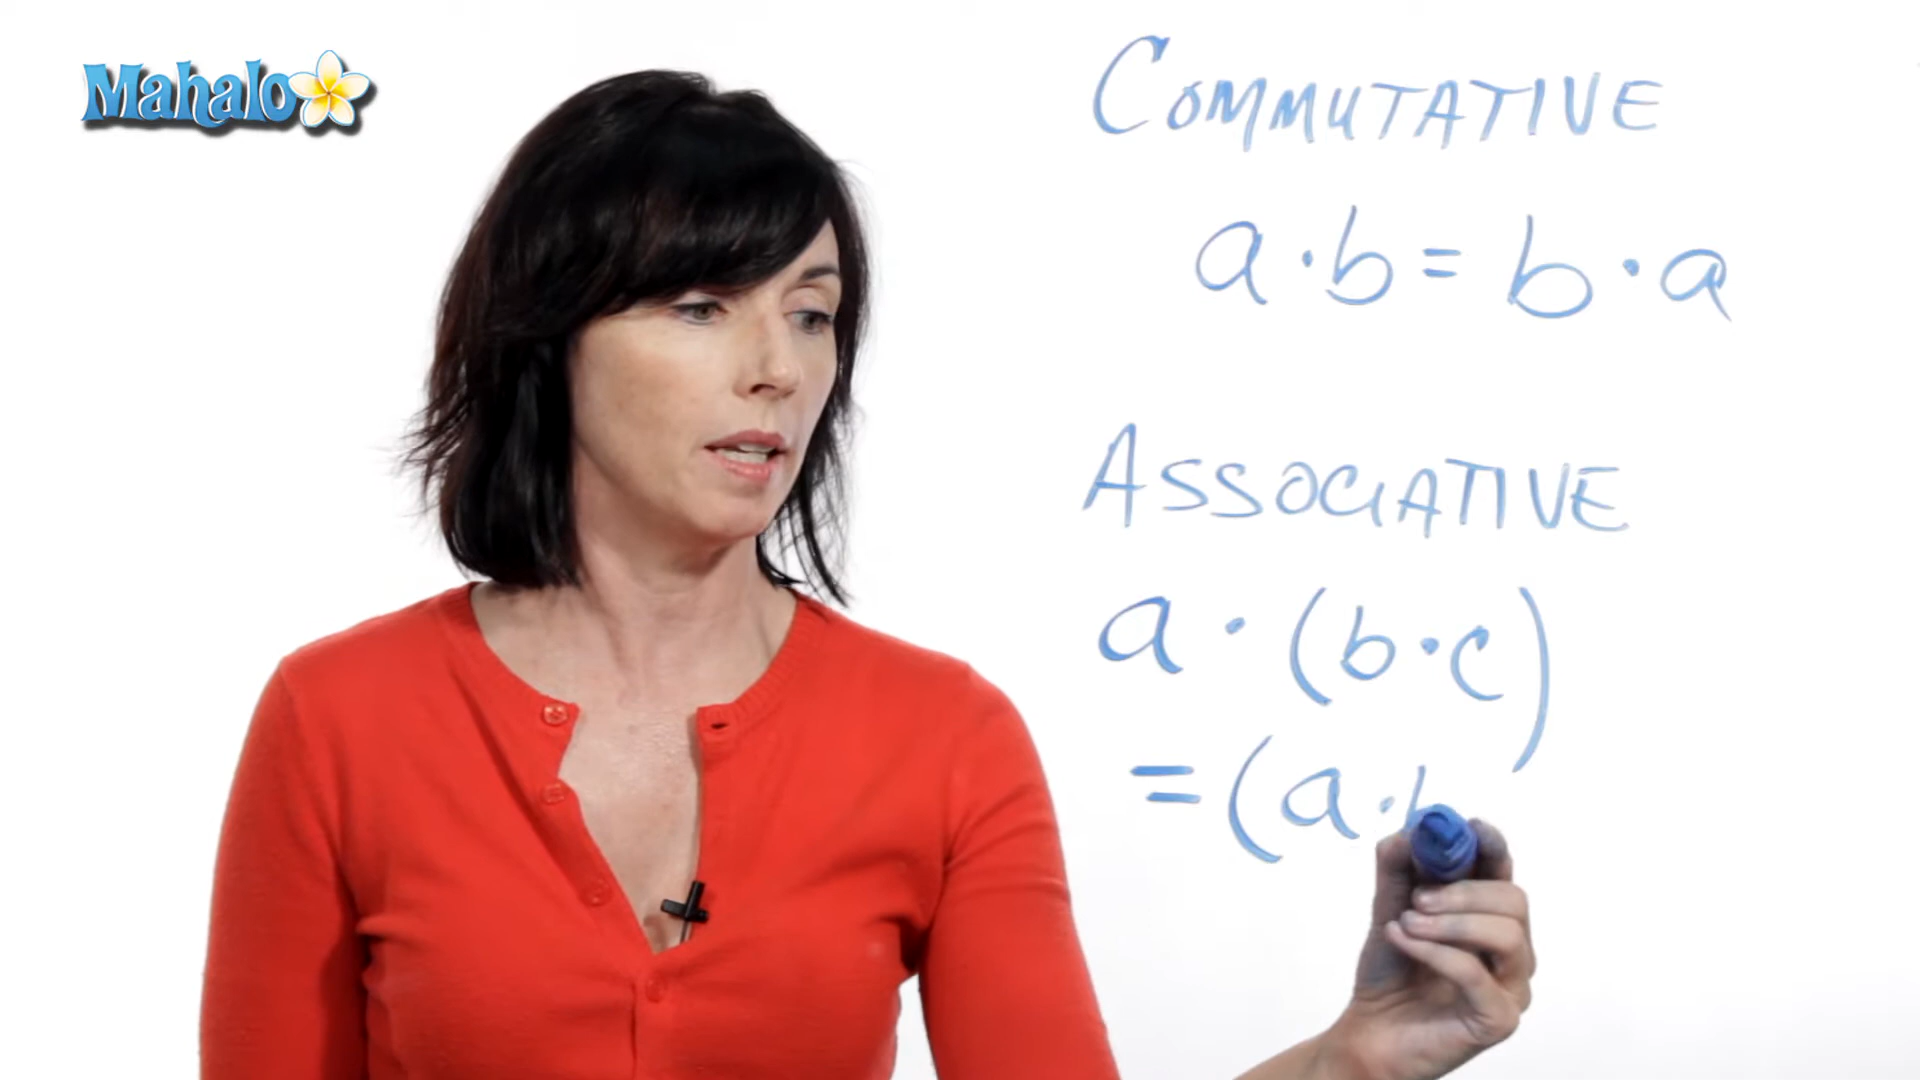 Mahalo
COMMUTATIVE
a · b = b · a
ASSOCIATIVE
a · (b · c)
= (a · b